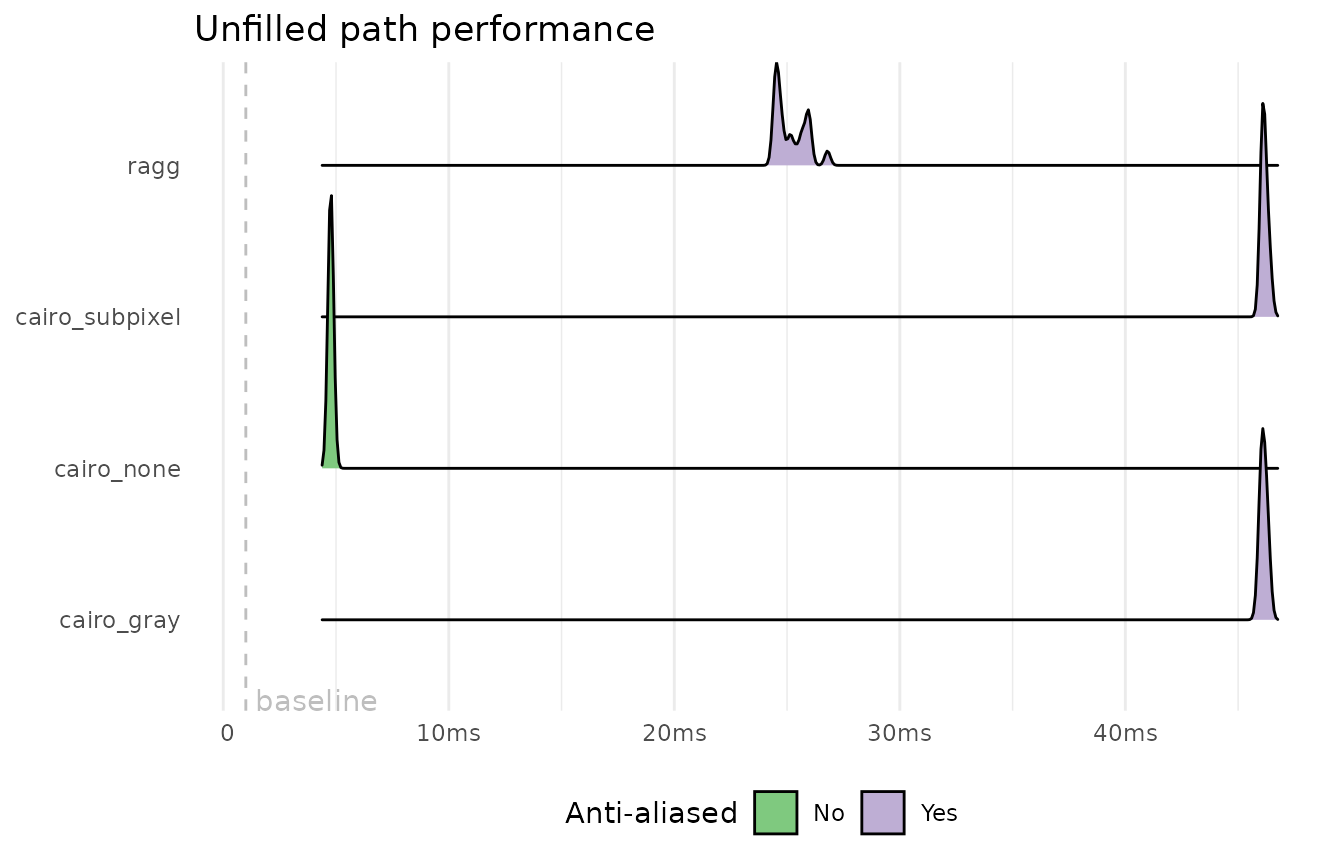 Unfilled path performance
ragg
cairo_subpixel
cairo_none
cairo_gray
baseline
0 10ms 20ms 30ms 40ms
Anti-aliased No Yes